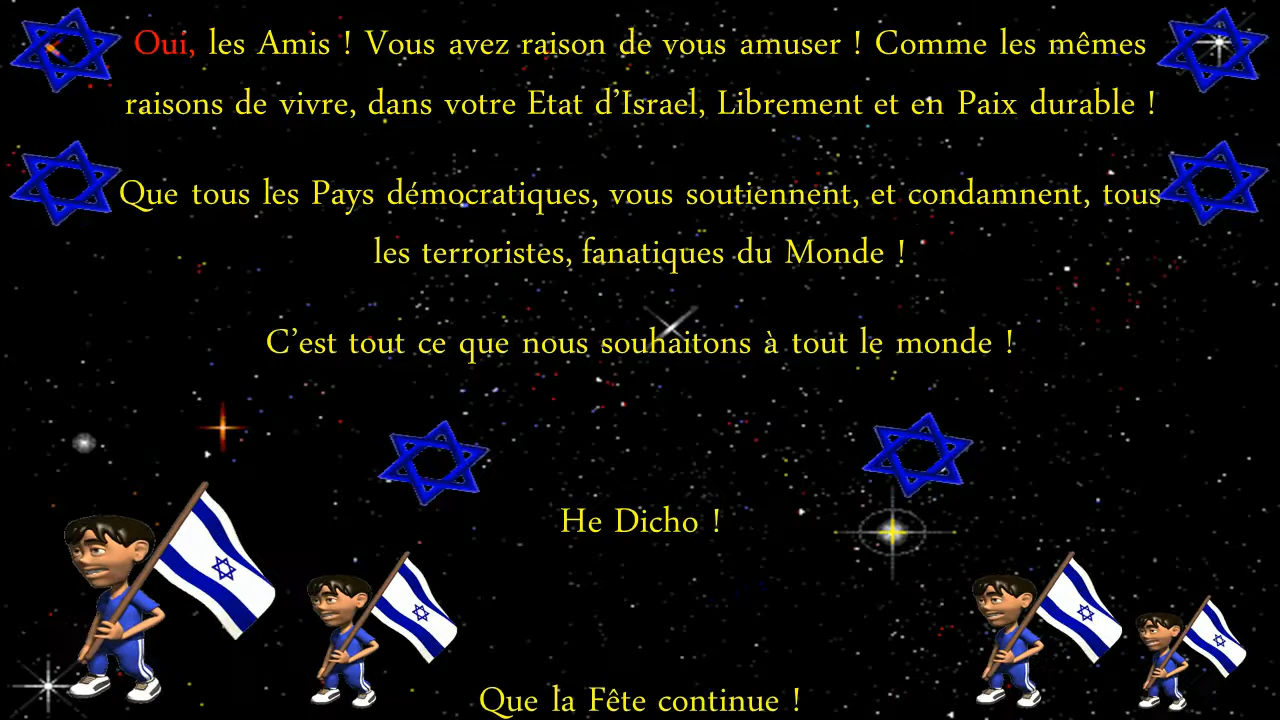 Oui, les Amis ! Vous avez raison de vous amuser ! Comme les mêmes
raisons de vivre, dans votre Etat d’Israel, Librement et en Paix durable !
Que tous les Pays démocratiques, vous soutiennent, et condamnent, tous
les terroristes, fanatiques du Monde !
C’est tout ce que nous souhaitons à tout le monde !
He Dicho !
Que la Fête continue !